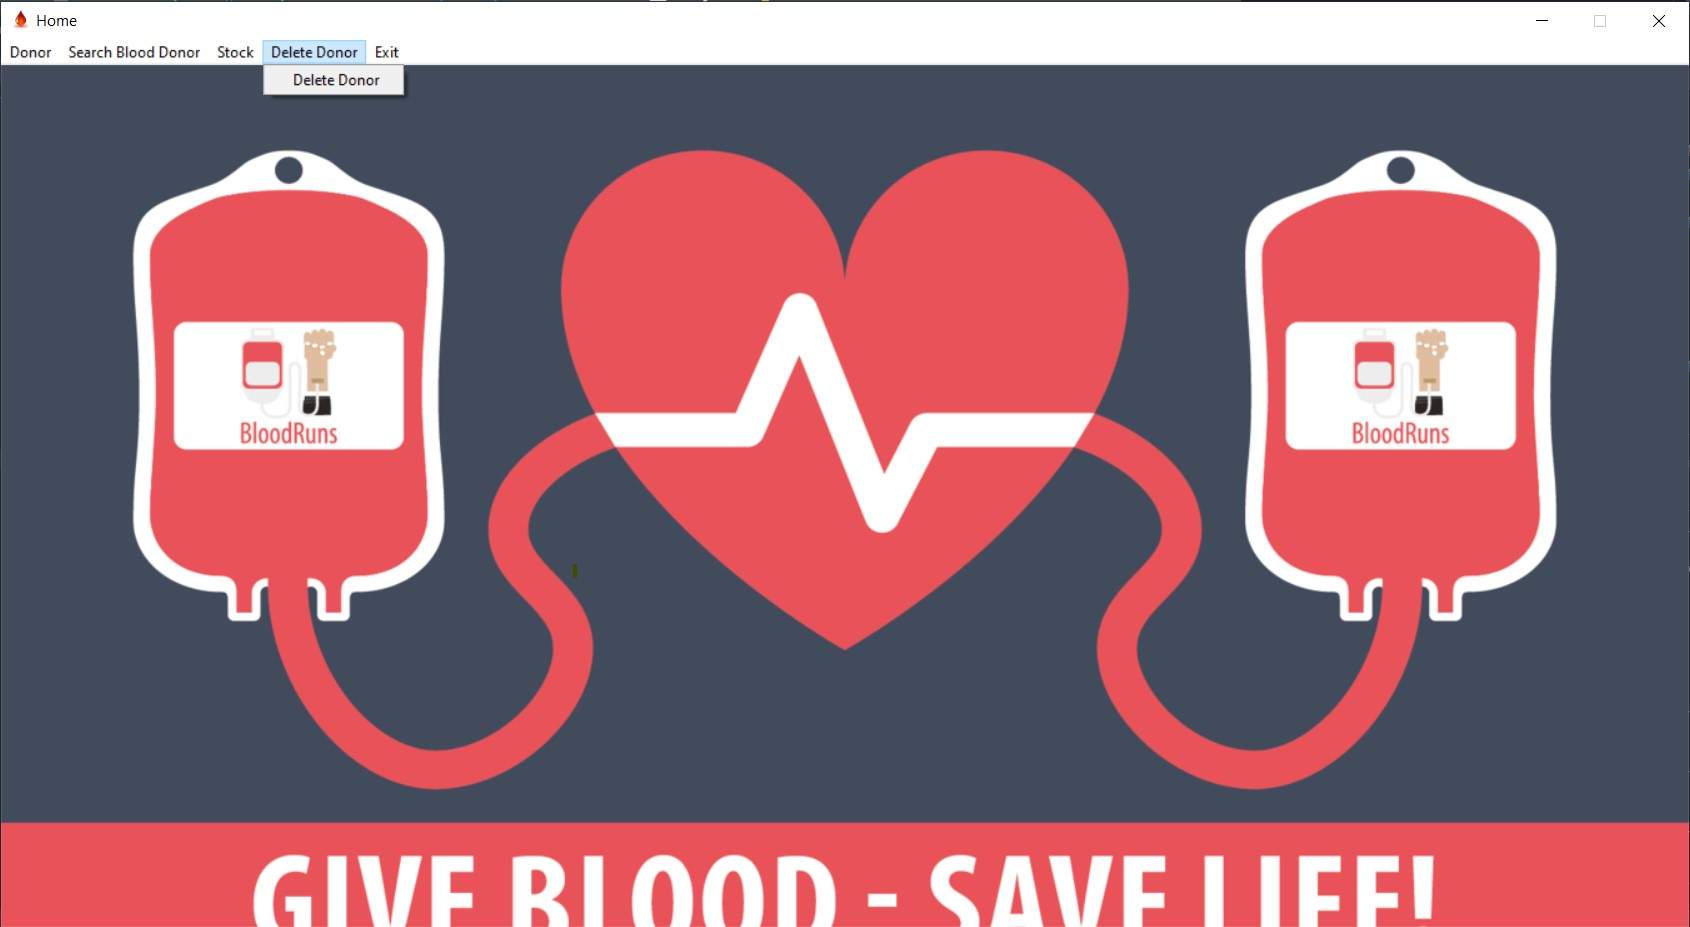 Home
Donor Search Blood Donor Stock Delete Donor Exit
Delete Donor
BloodRuns
BloodRuns
GIVE BLOOD - SAVE LIFE!